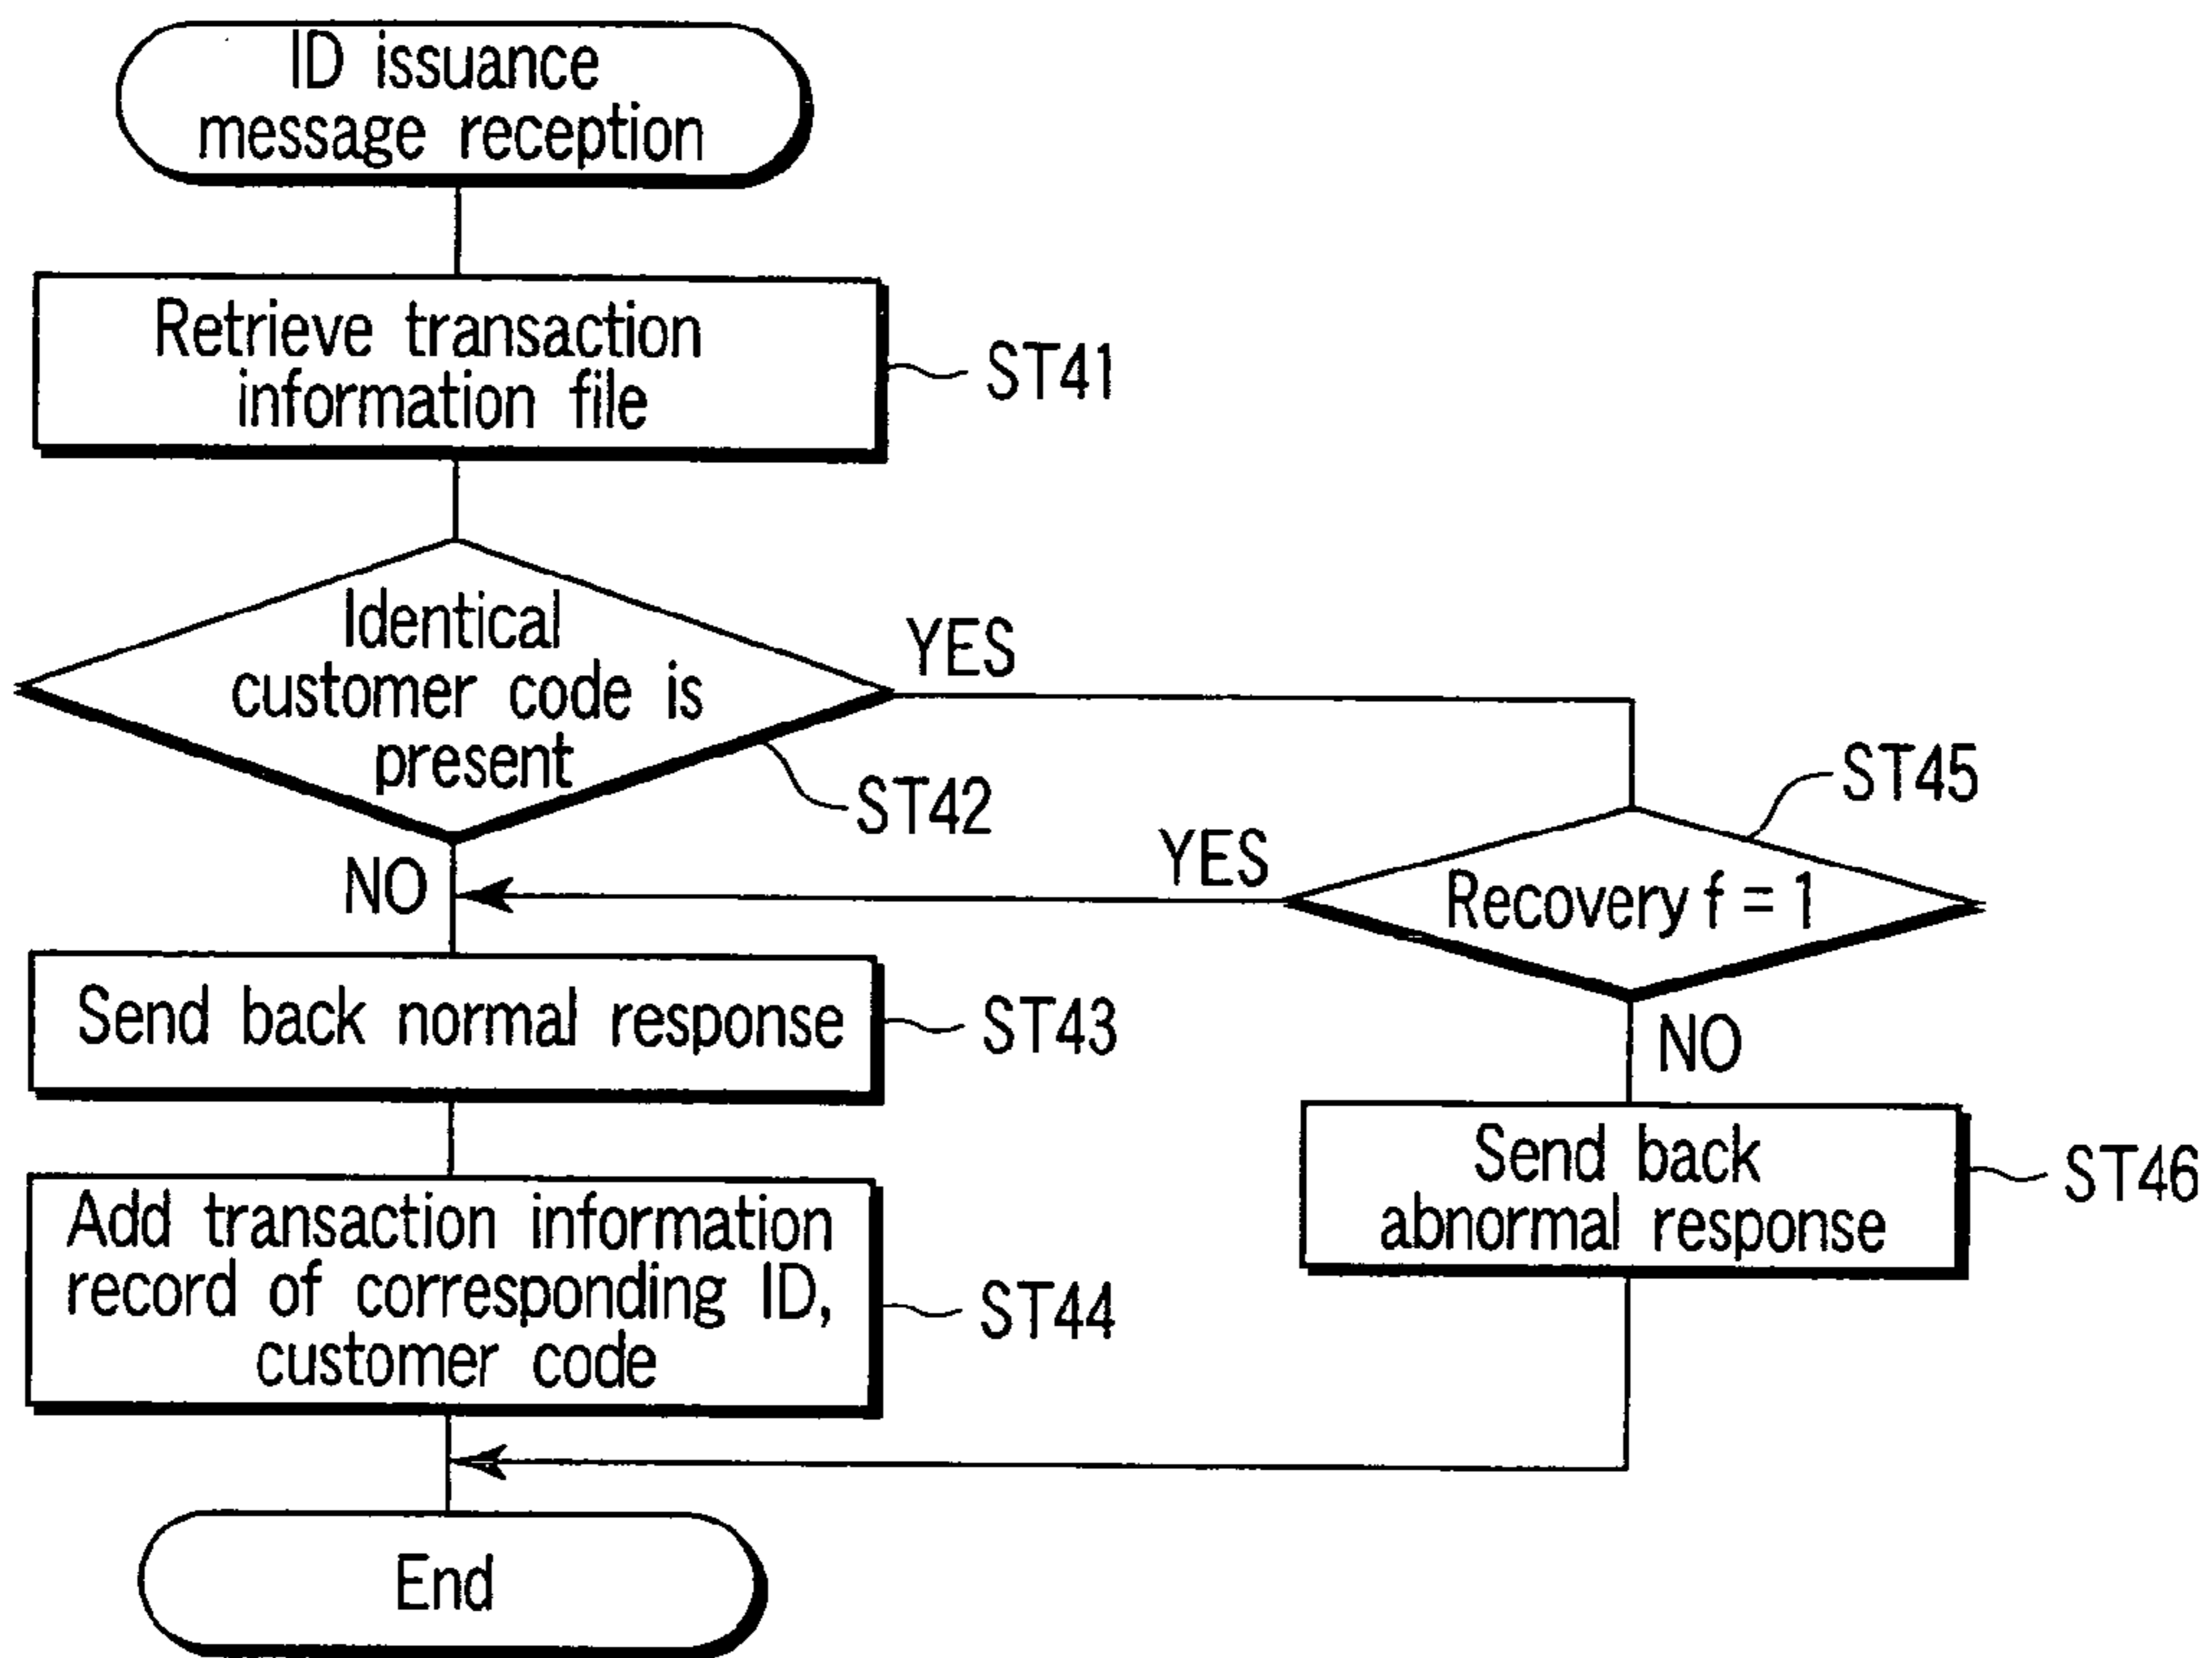 ID issuance
message reception
Retrieve transaction
information file
ST41
Identical
customer code is
present
YES
ST42
NO
ST45
YES
Recovery f = 1
NO
Send back normal response
ST43
Send back
abnormal response
ST46
Add transaction information
record of corresponding ID,
customer code
ST44
End